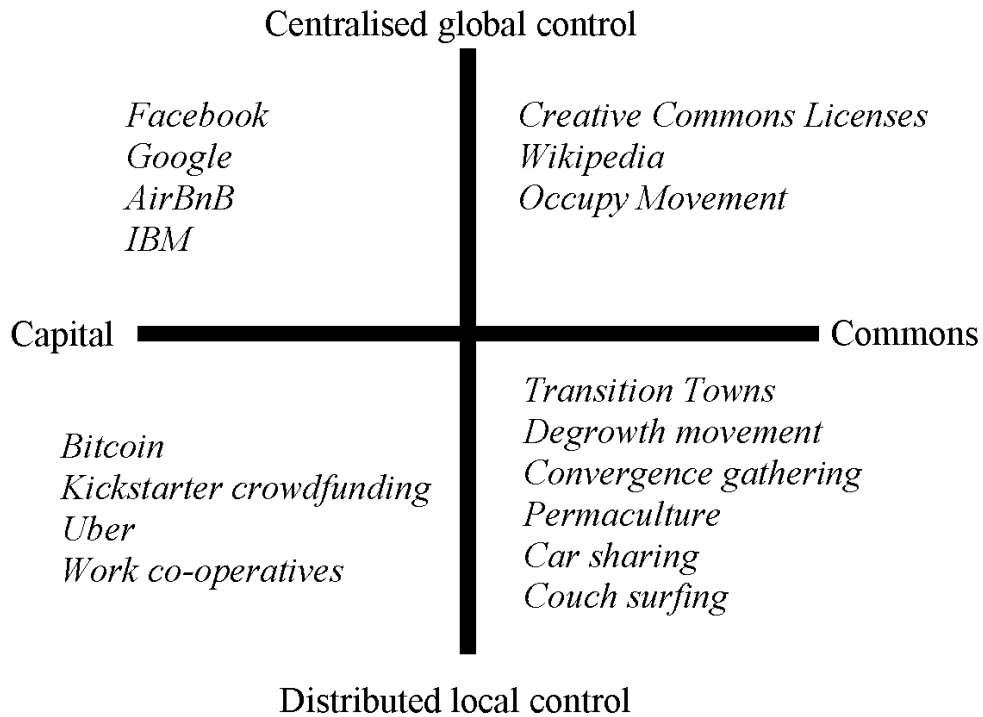 Centralised global control
Facebook
Google
AirBnB
IBM
Creative Commons Licenses
Wikipedia
Occupy Movement
Capital
Commons
Bitcoin
Kickstarter crowdfunding
Uber
Work co-operatives
Transition Towns
Degrowth movement
Convergence gathering
Permaculture
Car sharing
Couch surfing
Distributed local control